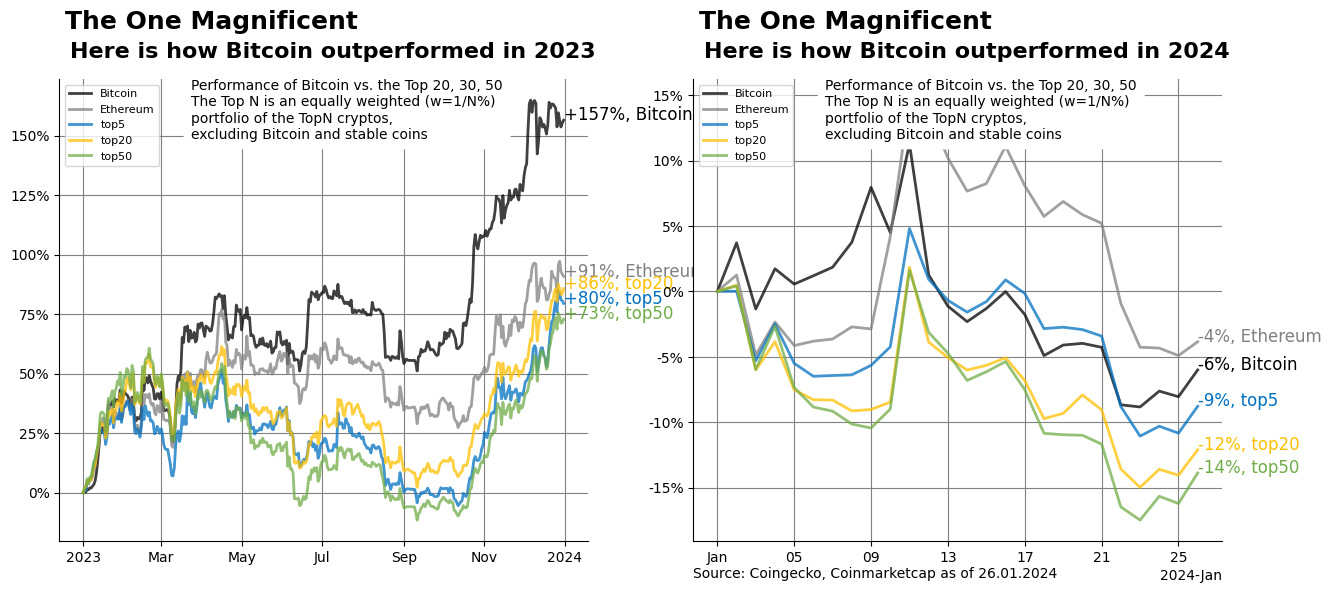 The One Magnificent
Here is how Bitcoin outperformed in 2023
Performance of Bitcoin vs. the Top 20, 30, 50
The Top N is an equally weighted (w=1/N%)
portfolio of the TopN cryptos,
excluding Bitcoin and stable coins
Bitcoin
Ethereum
top5
top20
top50
150%
125%
100%
75%
50%
25%
0%
+157%, Bitcoin
+91%, Ethereum
+86%, top20
+80%, top5
+73%, top50
2023
Mar
May
Jul
Sep
Nov
2024
The One Magnificent
Here is how Bitcoin outperformed in 2024
Performance of Bitcoin vs. the Top 20, 30, 50
The Top N is an equally weighted (w=1/N%)
portfolio of the TopN cryptos,
excluding Bitcoin and stable coins
Bitcoin
Ethereum
top5
top20
top50
15%
10%
5%
0%
-5%
-10%
-15%
-4%, Ethereum
-6%, Bitcoin
-9%, top5
-12%, top20
-14%, top50
Jan
05
09
13
17
21
25
2024-Jan
Source: Coingecko, Coinmarketcap as of 26.01.2024